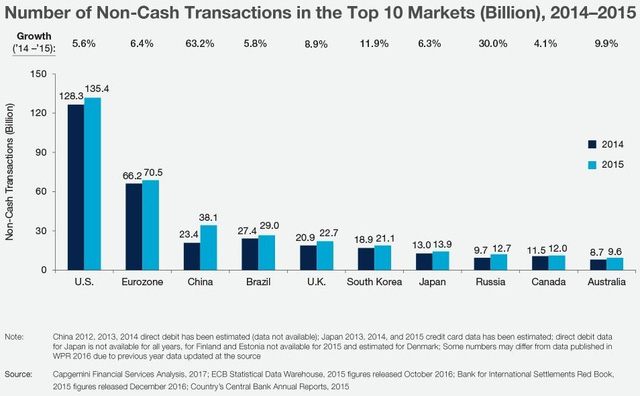 Number of Non-Cash Transactions in the Top 10 Markets (Billion), 2014–2015
Growth
('14 –'15): 5.6% 6.4% 63.2% 5.8% 8.9% 11.9% 6.3% 30.0% 4.1% 9.9%
Non-Cash Transactions (Billion)
150
120
90
60
30
0
128.3 135.4
66.2 70.5
23.4 38.1
27.4 29.0
20.9 22.7
18.9 21.1
13.0 13.9
9.7 12.7
11.5 12.0
8.7 9.6
2014
2015
U.S. Eurozone China Brazil U.K. South Korea Japan Russia Canada Australia
Note: China 2012, 2013, 2014 direct debit has been estimated (data not available); Japan 2013, 2014, and 2015 credit card data has been estimated; direct debit data
for Japan is not available for all years, for Finland and Estonia not available for 2015 and estimated for Denmark; Some numbers may differ from data published in
WPR 2016 due to previous year data updated at the source
Source: Capgemini Financial Services Analysis, 2017; ECB Statistical Data Warehouse, 2015 figures released October 2016; Bank for International Settlements Red Book,
2015 figures released December 2016; Country's Central Bank Annual Reports, 2015